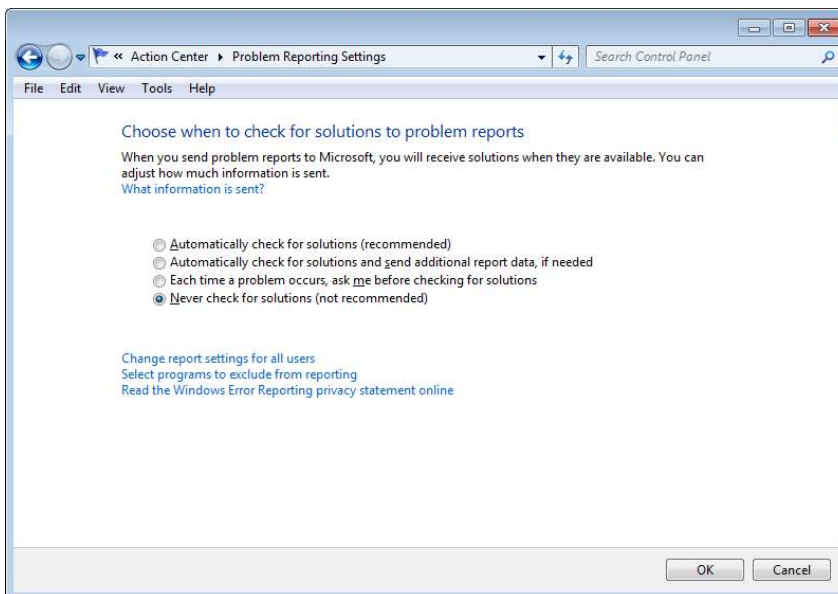 « Action Center ▸ Problem Reporting Settings
Search Control Panel
File Edit View Tools Help
Choose when to check for solutions to problem reports
When you send problem reports to Microsoft, you will receive solutions when they are available. You can
adjust how much information is sent.
What information is sent?
Automatically check for solutions (recommended)
Automatically check for solutions and send additional report data, if needed
Each time a problem occurs, ask me before checking for solutions
Never check for solutions (not recommended)
Change report settings for all users
Select programs to exclude from reporting
Read the Windows Error Reporting privacy statement online
OK Cancel